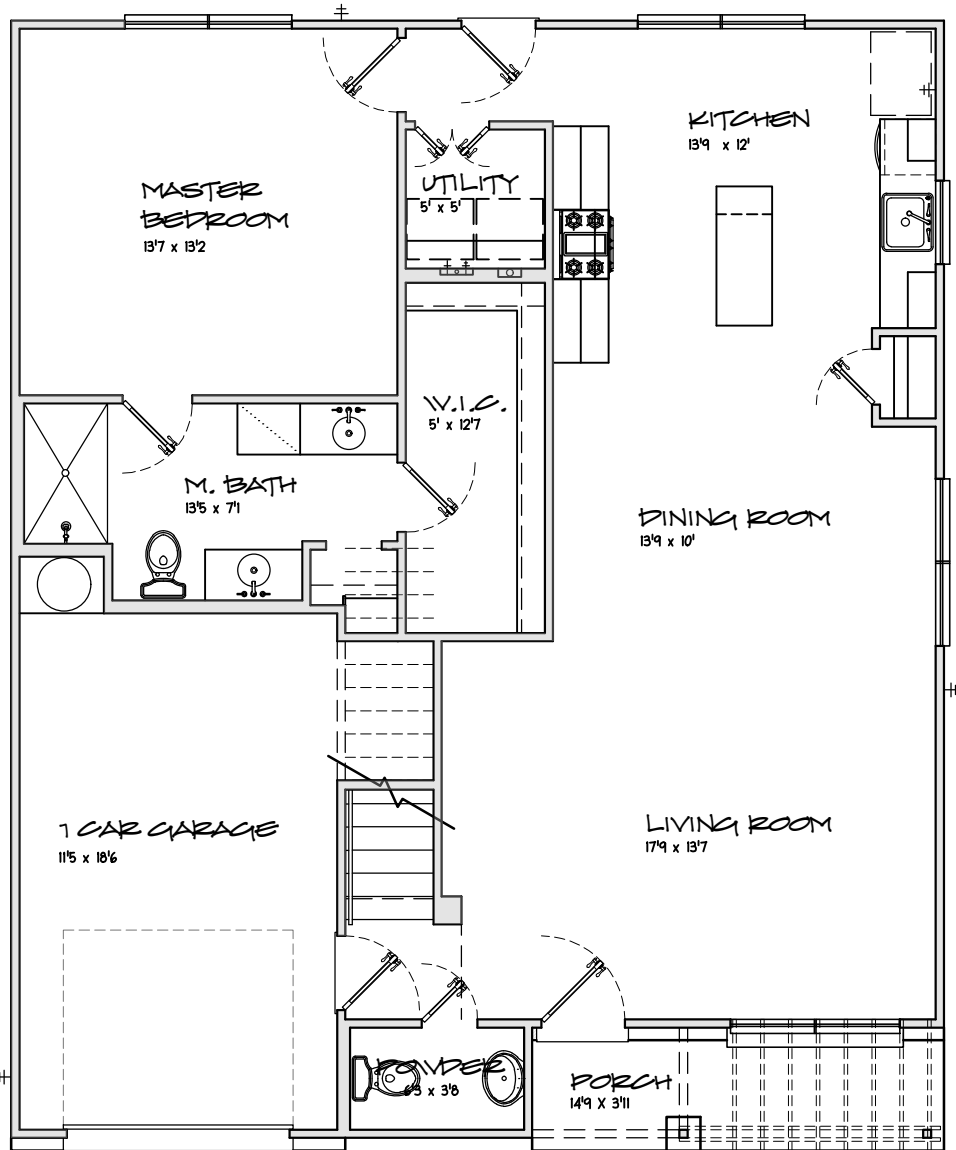 KITCHEN
13'9 x 12'
MASTER
BEDROOM
13'7 x 13'2
UTILITY
5' x 5'
W.I.C.
5' x 12'7
M. BATH
13'5 x 7'1
DINING ROOM
13'9 x 10'
1 CAR GARAGE
11'5 x 18'6
LIVING ROOM
17'9 x 13'7
POWDER
x 3'8
PORCH
14'9 X 3'11